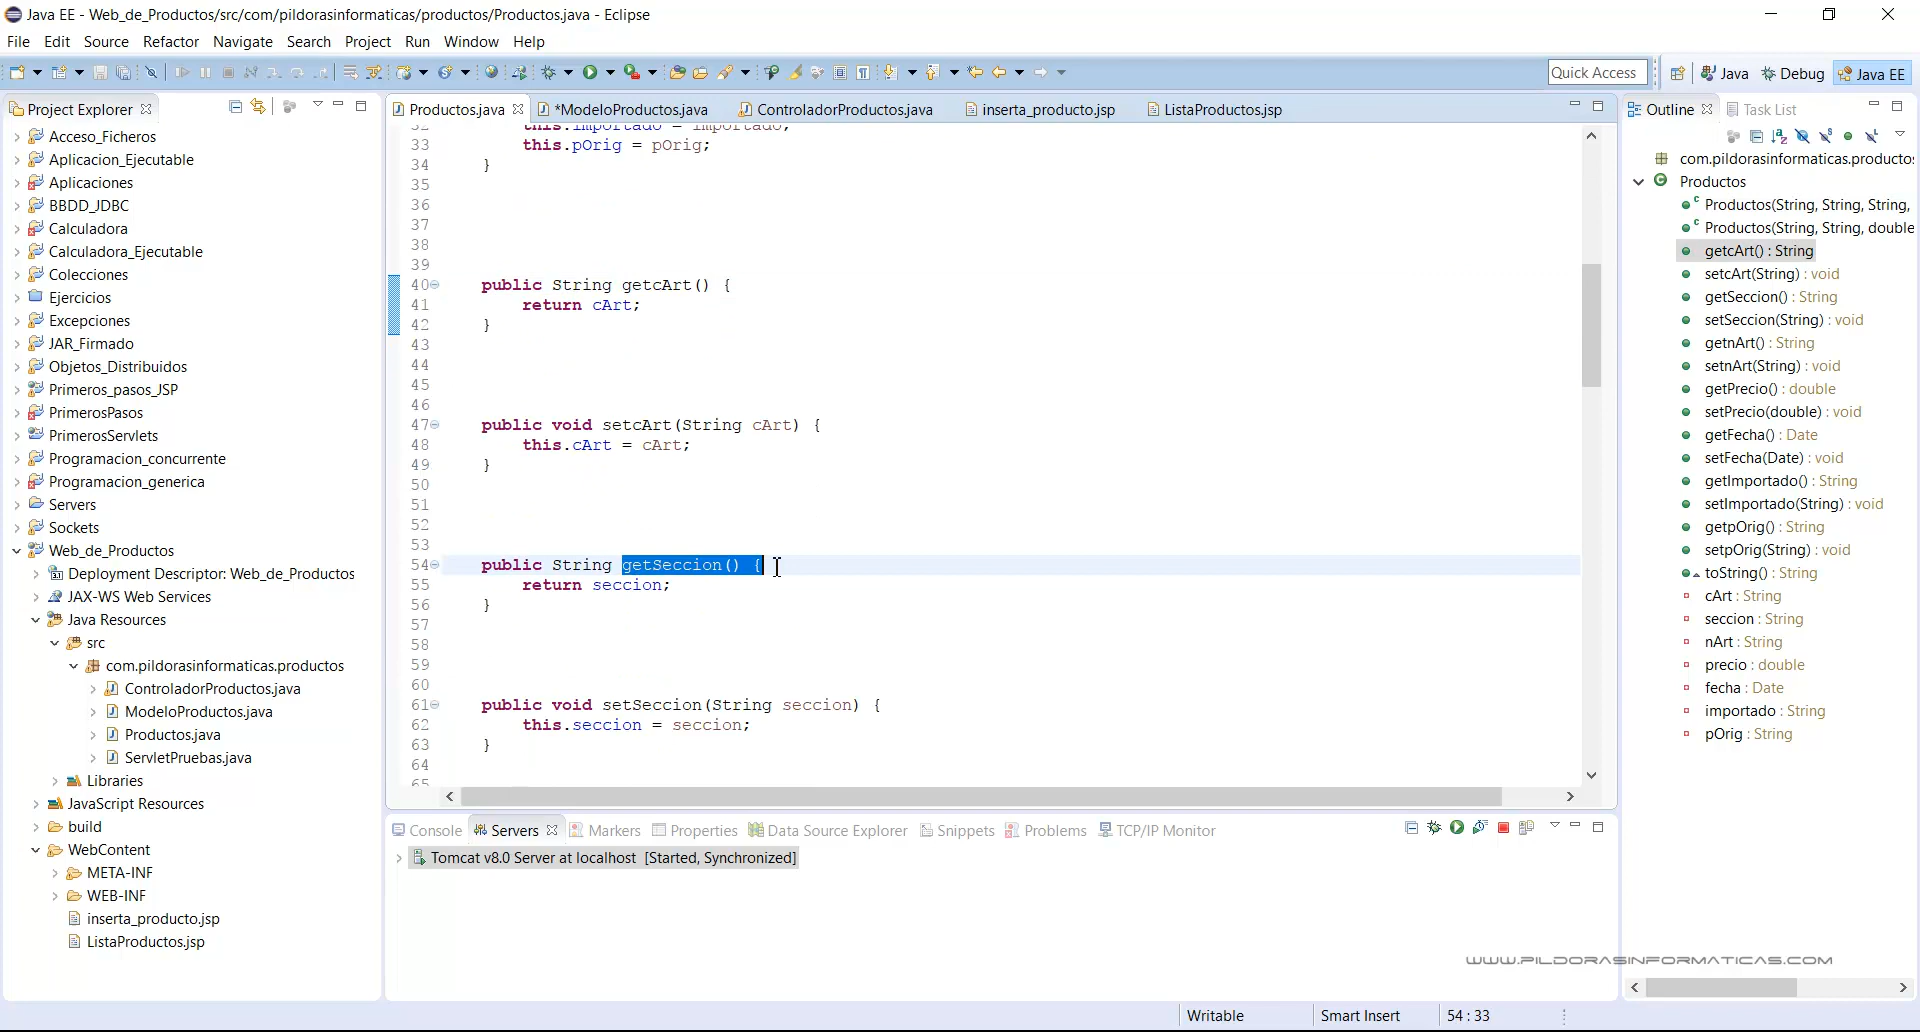 Java EE - Web_de_Productos/src/com/pildorasinformaticas/productos/Productos.java - Eclipse
File Edit Source Refactor Navigate Search Project Run Window Help
Quick Access Java Debug Java EE
Project Explorer
Acceso_Ficheros
Aplicacion_Ejecutable
Aplicaciones
BBDD_JDBC
Calculadora
Calculadora_Ejecutable
Colecciones
Ejercicios
Excepciones
JAR_Firmado
Objetos_Distribuidos
Primeros_pasos_JSP
PrimerosPasos
PrimerosServlets
Programacion_concurrente
Programacion_generica
Servers
Sockets
Web_de_Productos
Deployment Descriptor: Web_de_Productos
JAX-WS Web Services
Java Resources
src
com.pildorasinformaticas.productos
ControladorProductos.java
ModeloProductos.java
Productos.java
ServletPruebas.java
Libraries
JavaScript Resources
build
WebContent
META-INF
WEB-INF
inserta_producto.jsp
ListaProductos.jsp
Productos.java *ModeloProductos.java ControladorProductos.java inserta_producto.jsp ListaProductos.jsp
32 this.importado = importado;
33 this.pOrig = pOrig;
34 }
35
36
37
38
39
40 public String getcArt() {
41 return cArt;
42 }
43
44
45
46
47 public void setcArt(String cArt) {
48 this.cArt = cArt;
49 }
50
51
52
53
54 public String getSeccion() {
55 return seccion;
56 }
57
58
59
60
61 public void setSeccion(String seccion) {
62 this.seccion = seccion;
63 }
64
65
Console Servers Markers Properties Data Source Explorer Snippets Problems TCP/IP Monitor
Tomcat v8.0 Server at localhost [Started, Synchronized]
Outline Task List
com.pildorasinformaticas.productos
Productos
Productos(String, String, String,
Productos(String, String, double
getcArt() : String
setcArt(String) : void
getSeccion() : String
setSeccion(String) : void
getnArt() : String
setnArt(String) : void
getPrecio() : double
setPrecio(double) : void
getFecha() : Date
setFecha(Date) : void
getImportado() : String
setImportado(String) : void
getpOrig() : String
setpOrig(String) : void
toString() : String
cArt : String
seccion : String
nArt : String
precio : double
fecha : Date
importado : String
pOrig : String
WWW.PILDORASINFORMATICAS.COM
Writable Smart Insert 54 : 33